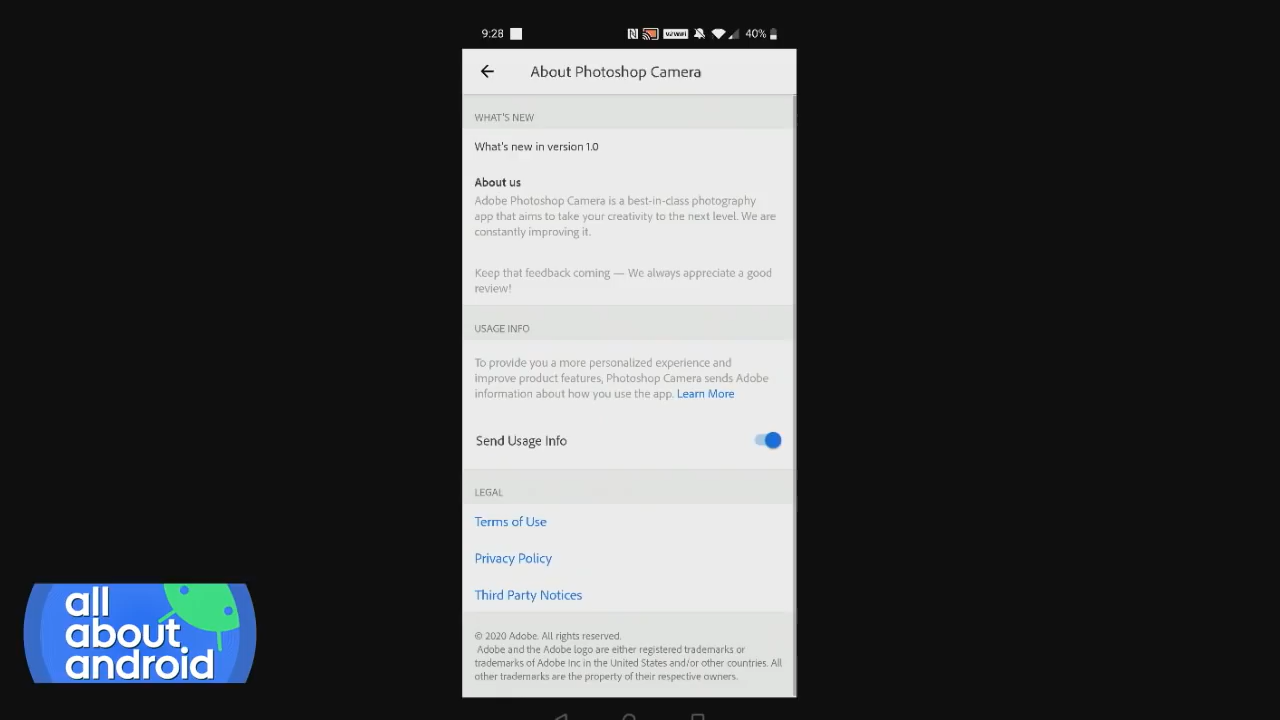 9:28
VZWWIFI
40%
About Photoshop Camera
WHAT'S NEW
What's new in version 1.0
About us
Adobe Photoshop Camera is a best-in-class photography
app that aims to take your creativity to the next level. We are
constantly improving it.
Keep that feedback coming — We always appreciate a good
review!
USAGE INFO
To provide you a more personalized experience and
improve product features, Photoshop Camera sends Adobe
information about how you use the app. Learn More
Send Usage Info
LEGAL
Terms of Use
Privacy Policy
Third Party Notices
© 2020 Adobe. All rights reserved.
Adobe and the Adobe logo are either registered trademarks or
trademarks of Adobe Inc in the United States and/or other countries. All
other trademarks are the property of their respective owners.
all
about
android